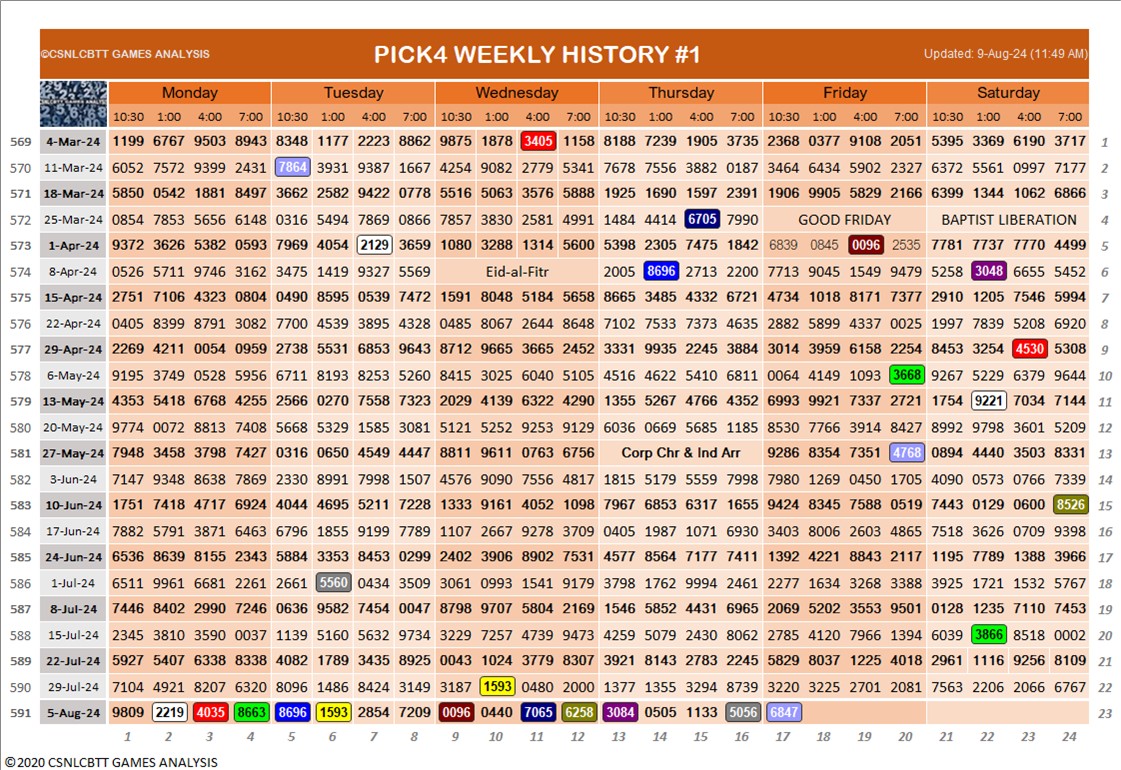 ©CSNLCBTT GAMES ANALYSIS PICK4 WEEKLY HISTORY #1 Updated: 9-Aug-24 (11:49 AM)
Monday Tuesday Wednesday Thursday Friday Saturday
10:30 1:00 4:00 7:00 10:30 1:00 4:00 7:00 10:30 1:00 4:00 7:00 10:30 1:00 4:00 7:00 10:30 1:00 4:00 7:00 10:30 1:00 4:00 7:00
569 4-Mar-24 1199 6767 9503 8943 8348 1177 2223 8862 9875 1878 3405 1158 8188 7239 1905 3735 2368 0377 9108 2051 5395 3369 6190 3717 1
570 11-Mar-24 6052 7572 9399 2431 7864 3931 9387 1667 4254 9082 2779 5341 7678 7556 3882 0187 3464 6434 5902 2327 6372 5561 0997 7177 2
571 18-Mar-24 5850 0542 1881 8497 3662 2582 9422 0778 5516 5063 3576 5888 1925 1690 1597 2391 1906 9905 5829 2166 6399 1344 1062 6866 3
572 25-Mar-24 0854 7853 5656 6148 0316 5494 7869 0866 7857 3830 2581 4991 1484 4414 6705 7990 GOOD FRIDAY BAPTIST LIBERATION 4
573 1-Apr-24 9372 3626 5382 0593 7969 4054 2129 3659 1080 3288 1314 5600 5398 2305 7475 1842 6839 0845 0096 2535 7781 7737 7770 4499 5
574 8-Apr-24 0526 5711 9746 3162 3475 1419 9327 5569 Eid-al-Fitr 2005 8696 2713 2200 7713 9045 1549 9479 5258 3048 6655 5452 6
575 15-Apr-24 2751 7106 4323 0804 0490 8595 0539 7472 1591 8048 5184 5658 8665 3485 4332 6721 4734 1018 8171 7377 2910 1205 7546 5994 7
576 22-Apr-24 0405 8399 8791 3082 7700 4539 3895 4328 0485 8067 2644 8648 7102 7533 7373 4635 2882 5899 4337 0025 1997 7839 5208 6920 8
577 29-Apr-24 2269 4211 0054 0959 2738 5531 6853 9643 8712 9665 3665 2452 3331 9935 2245 3884 3014 3959 6158 2254 8453 3254 4530 5308 9
578 6-May-24 9195 3749 0528 5956 6711 8138 8253 5260 8415 3025 6040 5105 4516 4622 5410 6811 0064 4149 1093 3668 9267 5229 6379 9644 10
579 13-May-24 4353 5418 6768 4255 2566 0270 7558 7323 2029 4139 6322 4290 1355 5267 4766 4352 6993 9921 7337 2721 1754 9221 7034 7144 11
580 20-May-24 9774 0072 8813 7408 5668 5329 1585 3081 5121 5252 9253 9129 6036 0669 5685 1185 8530 7766 3914 8427 8992 9798 3601 5209 12
581 27-May-24 7948 3458 3798 7427 0316 0650 4549 4447 8811 9611 0763 6756 Corp Chr & Ind Arr 9286 8354 7351 4768 0894 4440 3503 8331 13
582 3-Jun-24 7147 9348 8638 7869 2330 8991 7998 1507 4576 9090 7556 4817 1815 5179 5559 7998 7980 1269 0450 1705 4090 0573 0766 7339 14
583 10-Jun-24 1751 7418 4717 6924 4044 4695 5211 7228 1333 9161 4052 1098 7967 6853 6317 1655 9424 8345 7588 0519 7443 0129 0600 8526 15
584 17-Jun-24 7882 5791 3871 6463 6796 1855 9199 7789 1107 2667 9278 3709 0405 1987 1071 6930 3403 8006 2603 4865 7518 3626 0709 9398 16
585 24-Jun-24 6536 8639 8155 2343 5884 3353 8453 0299 2402 3906 8902 7531 4577 8564 7177 7411 1392 4221 8843 2117 1195 7789 1388 3966 17
586 1-Jul-24 6511 9961 6681 2261 2661 5560 0434 3509 3061 0993 1541 9179 3798 1762 9994 2461 2277 1634 3268 3388 3925 1721 1532 5767 18
587 8-Jul-24 7446 8402 2990 7246 0636 9582 7454 0047 8798 9707 5804 2169 1546 5852 4431 6965 2069 5202 3553 9501 0128 1235 7110 7453 19
588 15-Jul-24 2345 3810 3590 0037 1139 5160 5632 9734 3229 7257 4739 9473 4259 5079 2430 8062 2785 4120 7966 1394 6039 3866 8518 0002 20
589 22-Jul-24 5927 5407 6338 8338 4082 1789 3435 8925 0043 1024 3779 8307 3921 8143 2783 2245 5829 8037 1225 4018 2961 1116 9256 8109 21
590 29-Jul-24 7104 4921 8207 6320 8096 1486 8424 3149 3187 1593 0480 2000 1377 1355 3294 8739 3220 3225 2701 2081 7563 2206 2066 6767 22
591 5-Aug-24 9809 2219 4035 8663 8696 1593 2854 7209 0096 0440 7065 6258 3084 0505 1133 5056 6847 23
1 2 3 4 5 6 7 8 9 10 11 12 13 14 15 16 17 18 19 20 21 22 23 24
©2020 CSNLCBTT GAMES ANALYSIS